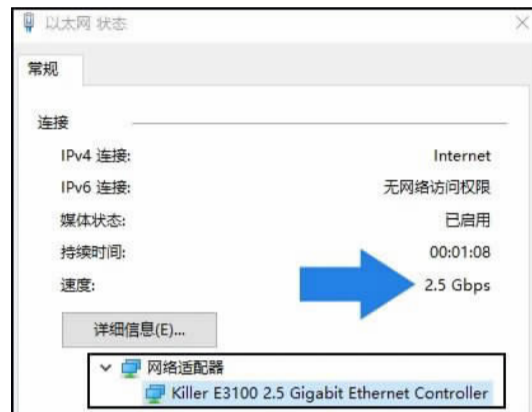 以太网 状态
常规
连接
IPv4 连接: Internet
IPv6 连接: 无网络访问权限
媒体状态: 已启用
持续时间: 00:01:08
速度: 2.5 Gbps
详细信息(E)...
网络适配器
Killer E3100 2.5 Gigabit Ethernet Controller